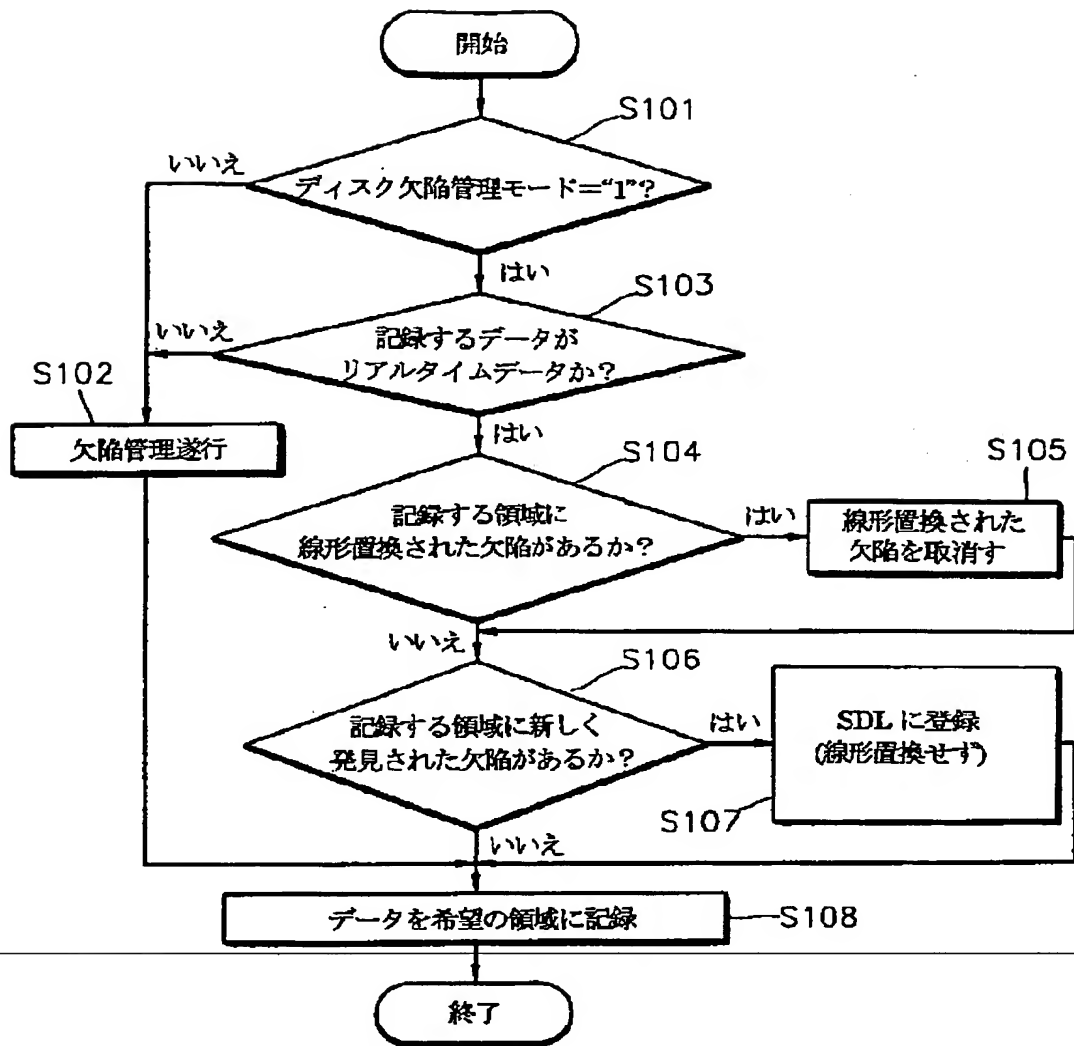 開始
S101
いいえ
ディスク欠陥管理モード＝“1”？
はい
S103
いいえ
記録するデータが
リアルタイムデータか？
S102
欠陥管理遂行
はい
S104
S105
記録する領域に
線形置換された欠陥があるか？
はい
線形置換された
欠陥を取消す
いいえ
S106
記録する領域に新しく
発見された欠陥があるか？
はい
SDLに登録
(線形置換せず)
S107
いいえ
データを希望の領域に記録
S108
終了